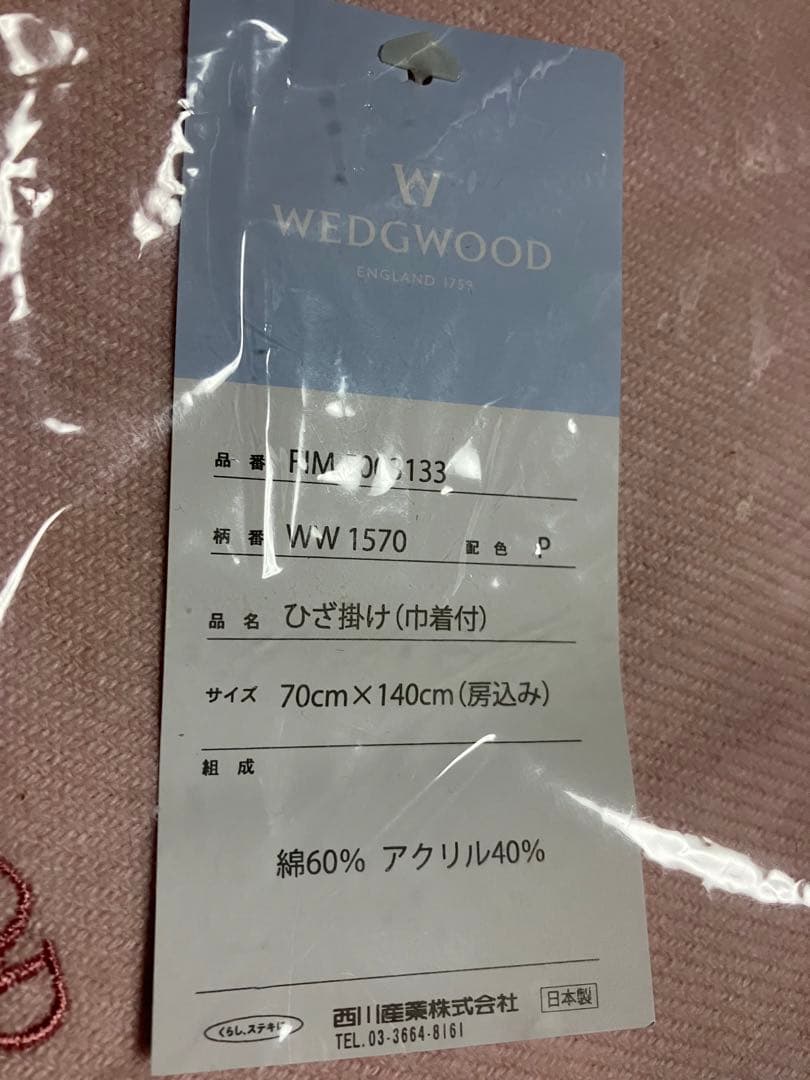 W
WEDGWOOD
ENGLAND 1759
品番
柄番 WW 1570 配色 P
品名 ひざ掛け(巾着付)
サイズ 70cm×140cm(房込み)
組成
綿60% アクリル40%
くらし、ステキに
西川産業株式会社 日本製
TEL.03-3664-8161